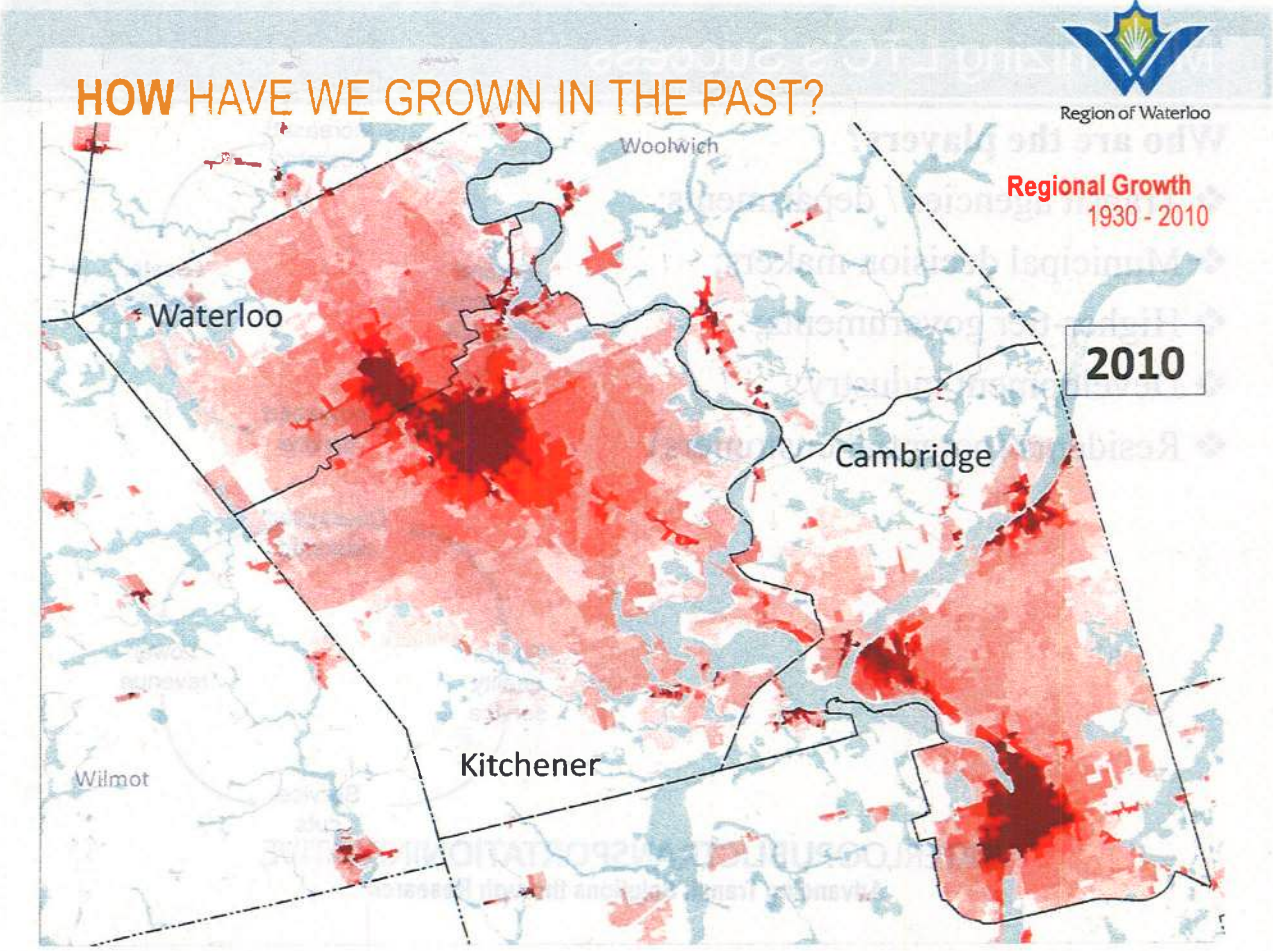 HOW HAVE WE GROWN IN THE PAST?
Region of Waterloo
Woolwich
Regional Growth
1930 - 2010
Waterloo
2010
Cambridge
Kitchener
Wilmot